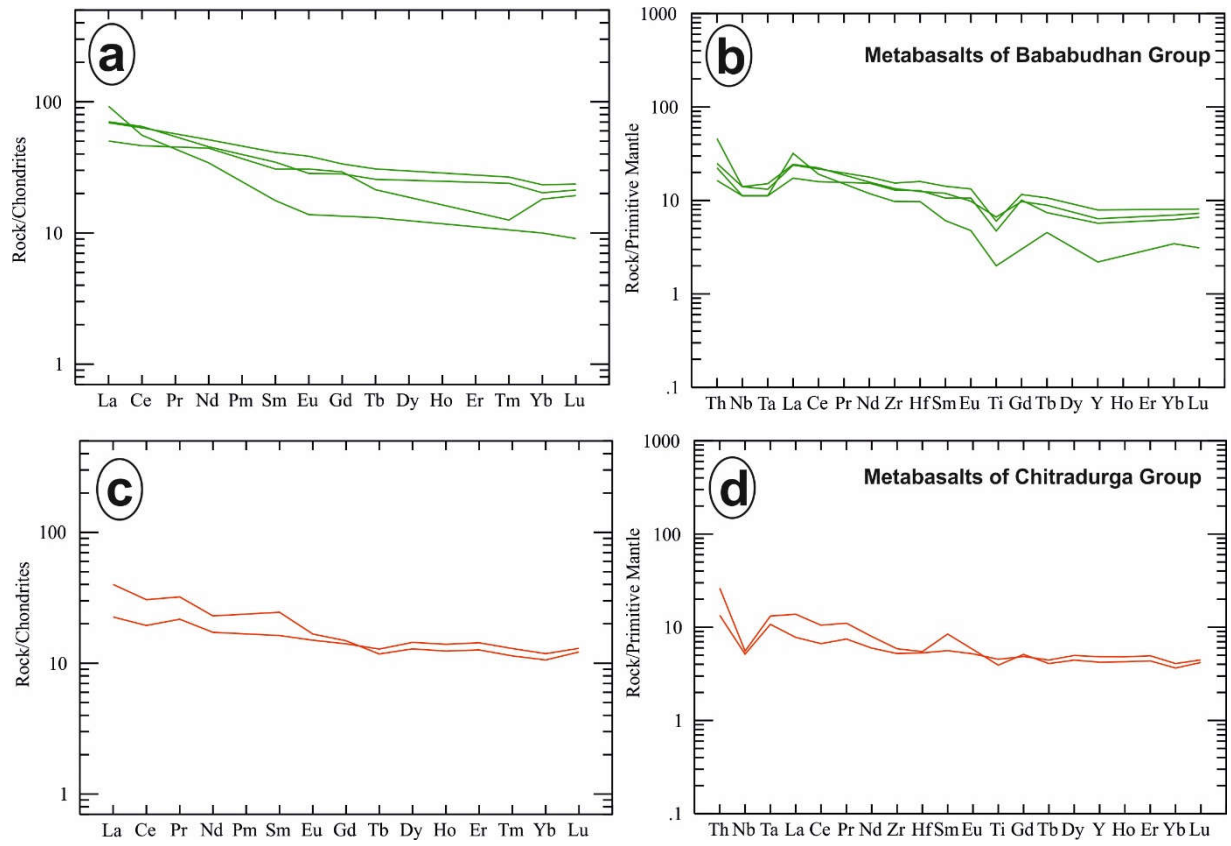 a
Rock/Chondrites
100
10
1
La Ce Pr Nd Pm Sm Eu Gd Tb Dy Ho Er Tm Yb Lu
b
Metabasalts of Bababudhan Group
Rock/Primitive Mantle
1000
100
10
1
.1
Th Nb Ta La Ce Pr Nd Zr Hf Sm Eu Ti Gd Tb Dy Y Ho Er Yb Lu
c
Rock/Chondrites
100
10
1
La Ce Pr Nd Pm Sm Eu Gd Tb Dy Ho Er Tm Yb Lu
d
Metabasalts of Chitradurga Group
Rock/Primitive Mantle
1000
100
10
1
.1
Th Nb Ta La Ce Pr Nd Zr Hf Sm Eu Ti Gd Tb Dy Y Ho Er Yb Lu